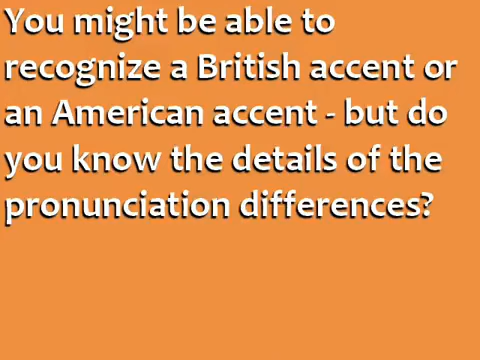 You might be able to
recognize a British accent or
an American accent - but do
you know the details of the
pronunciation differences?